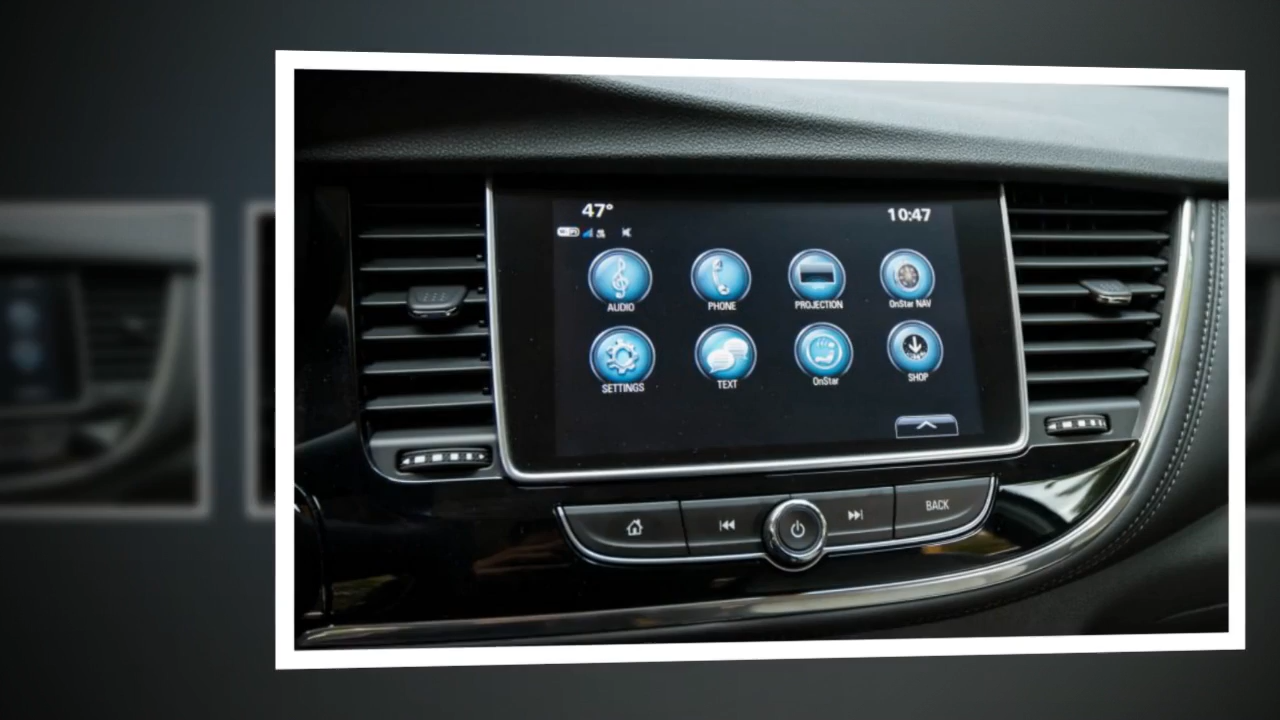 47° 10:47
AUDIO PHONE PROJECTION OnStar NAV
SETTINGS TEXT OnStar SHOP
BACK